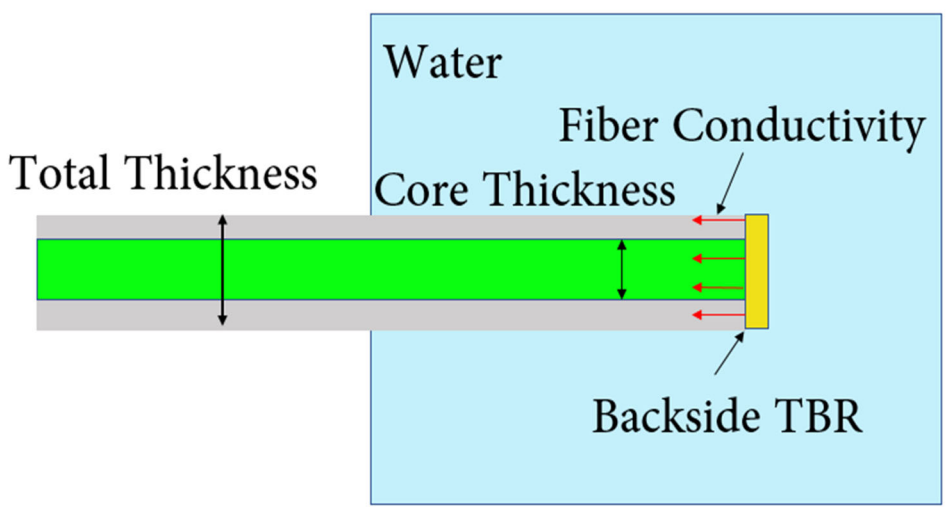 Water
Fiber Conductivity
Total Thickness
Core Thickness
Backside TBR